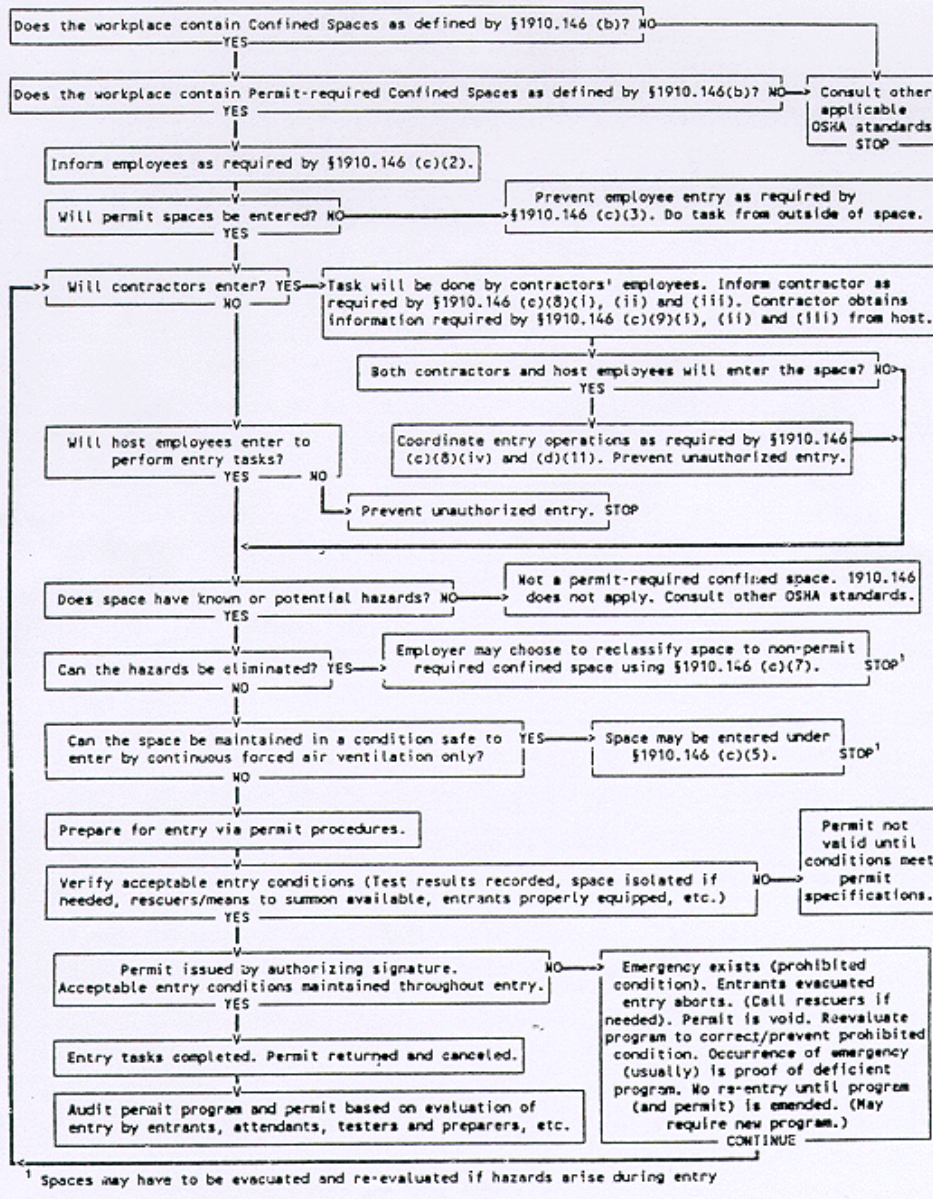 Does the workplace contain Confined Spaces as defined by §1910.146 (b)? NO
YES
Does the workplace contain Permit-required Confined Spaces as defined by §1910.146(b)? NO
YES
Consult other
applicable
OSHA standards
STOP
Inform employees as required by §1910.146 (c)(2).
Will permit spaces be entered? NO
YES
Prevent employee entry as required by
§1910.146 (c)(3). Do task from outside of space.
Will contractors enter? YES
NO
Task will be done by contractors' employees. Inform contractor as
required by §1910.146 (c)(8)(i), (ii) and (iii). Contractor obtains
information required by §1910.146 (c)(9)(i), (ii) and (iii) from host.
Both contractors and host employees will enter the space? NO
YES
Will host employees enter to
perform entry tasks?
YES NO
Coordinate entry operations as required by §1910.146
(c)(8)(iv) and (d)(11). Prevent unauthorized entry.
Prevent unauthorized entry. STOP
Does space have known or potential hazards? NO
YES
Not a permit-required confined space. 1910.146
does not apply. Consult other OSHA standards.
Can the hazards be eliminated? YES
NO
Employer may choose to reclassify space to non-permit
required confined space using §1910.146 (c)(7). STOP¹
Can the space be maintained in a condition safe to YES
enter by continuous forced air ventilation only?
NO
Space may be entered under
§1910.146 (c)(5). STOP¹
Prepare for entry via permit procedures.
Verify acceptable entry conditions (Test results recorded, space isolated if NO
needed, rescuers/means to summon available, entrants properly equipped, etc.)
YES
Permit not
valid until
conditions meet
permit
specifications.
Permit issued by authorizing signature. NO
Acceptable entry conditions maintained throughout entry.
YES
Emergency exists (prohibited
condition). Entrants evacuated
entry aborts. (Call rescuers if
needed). Permit is void. Reevaluate
program to correct/prevent prohibited
condition. Occurrence of emergency
(usually) is proof of deficient
program. No re-entry until program
(and permit) is amended. (May
require new program.)
CONTINUE
Entry tasks completed. Permit returned and canceled.
Audit permit program and permit based on evaluation of
entry by entrants, attendants, testers and preparers, etc.
¹ Spaces may have to be evacuated and re-evaluated if hazards arise during entry